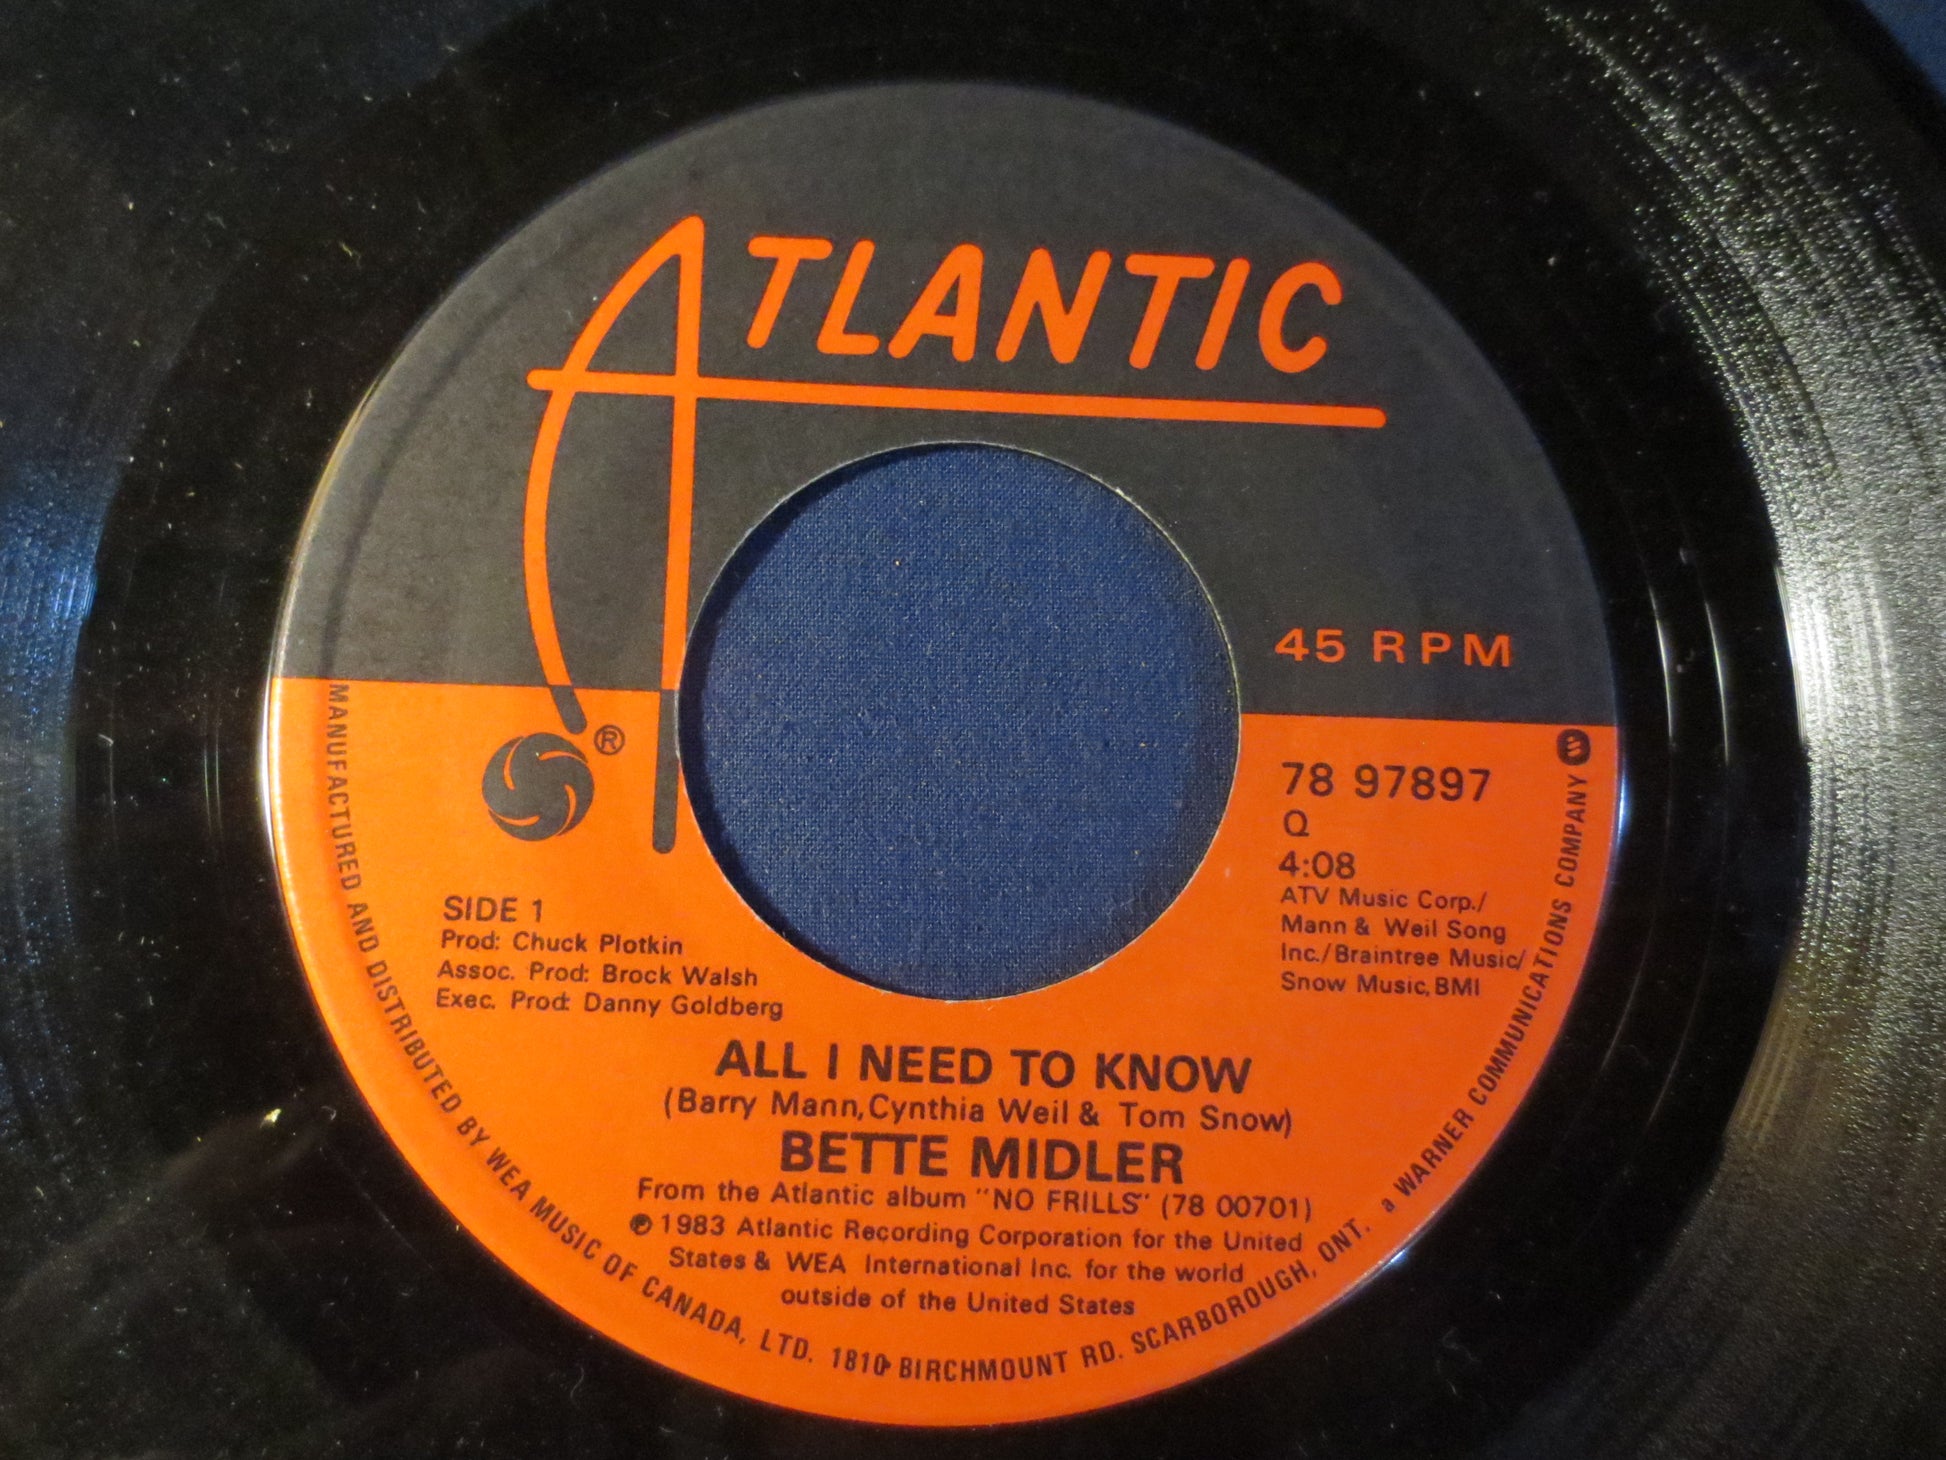 ATLANTIC
45 RPM
®
78 97897
Q
4:08
ATV Music Corp./
Mann & Weil Song
Inc./Braintree Music/
Snow Music, BMI
SIDE 1
Prod: Chuck Plotkin
Assoc. Prod: Brock Walsh
Exec. Prod: Danny Goldberg
ALL I NEED TO KNOW
(Barry Mann, Cynthia Weil & Tom Snow)
BETTE MIDLER
From the Atlantic album "NO FRILLS" (78 00701)
℗ 1983 Atlantic Recording Corporation for the United
States & WEA International Inc. for the world
outside of the United States
MANUFACTURED AND DISTRIBUTED BY WEA MUSIC OF CANADA, LTD. 1810 BIRCHMOUNT RD. SCARBOROUGH, ONT. a WARNER COMMUNICATIONS COMPANY